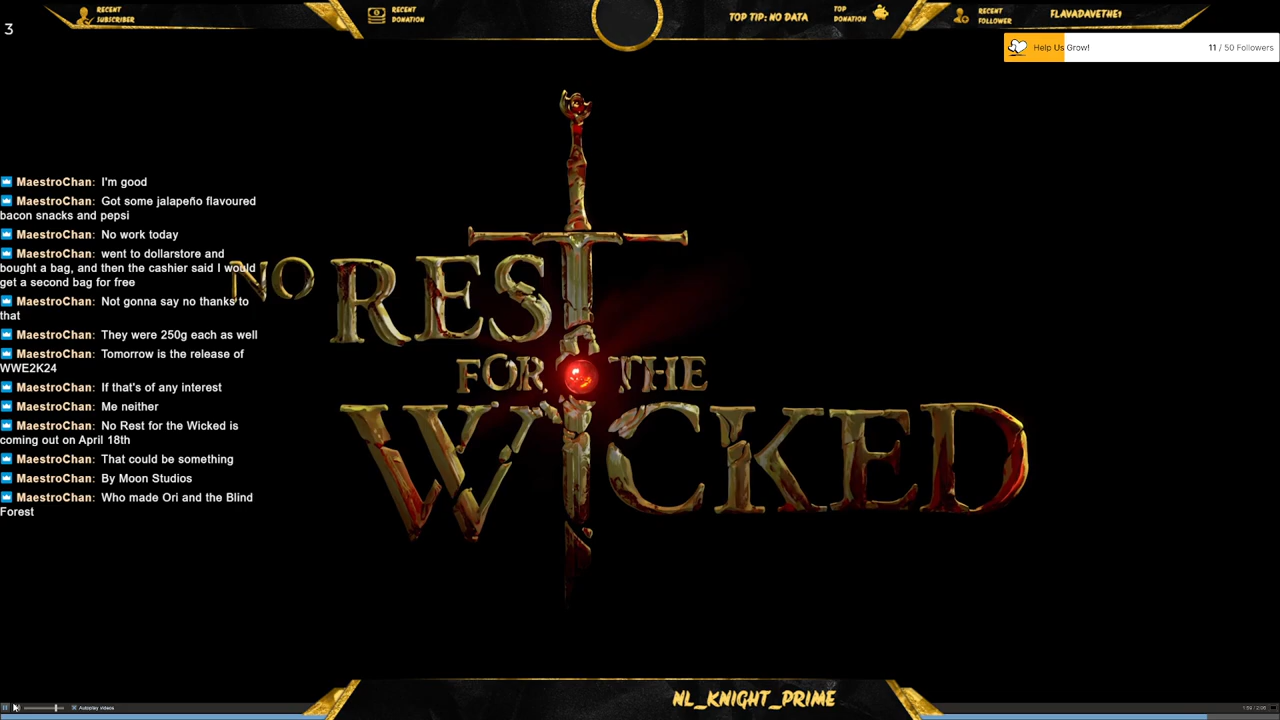 RECENT
SUBSCRIBER
RECENT
DONATION
TOP TIP: NO DATA
TOP
DONATION
RECENT
FOLLOWER
FLAVADAVETHE1
3
Help Us Grow!
11 / 50 Followers
MaestroChan: I'm good
MaestroChan: Got some jalapeño flavoured
bacon snacks and pepsi
MaestroChan: No work today
MaestroChan: went to dollarstore and
bought a bag, and then the cashier said I would
get a second bag for free
MaestroChan: Not gonna say no thanks to
that
MaestroChan: They were 250g each as well
MaestroChan: Tomorrow is the release of
WWE2K24
MaestroChan: If that's of any interest
MaestroChan: Me neither
MaestroChan: No Rest for the Wicked is
coming out on April 18th
MaestroChan: That could be something
MaestroChan: By Moon Studios
MaestroChan: Who made Ori and the Blind
Forest
NO REST
FOR THE
WICKED
NL_KNIGHT_PRIME
Autoplay videos
1:59 / 2:06